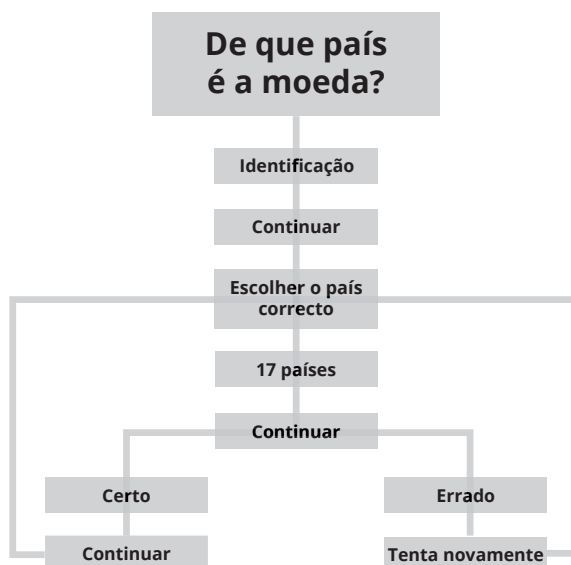 De que país
é a moeda?
Identificação
Continuar
Escolher o país
correcto
17 países
Continuar
Certo
Errado
Continuar
Tenta novamente